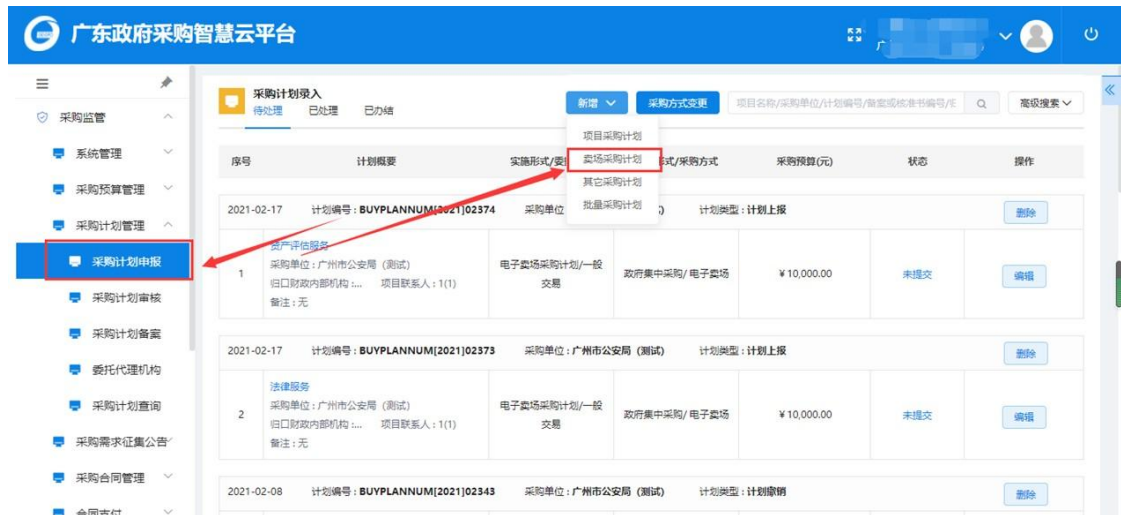 广东政府采购智慧云平台
采购监管
系统管理
采购预算管理
采购计划管理
采购计划申报
采购计划审核
采购计划备案
委托代理机构
采购计划查询
采购需求征集公告
采购合同管理
合同支付
采购计划录入
待处理 已处理 已办结
新增 采购方式变更 项目名称/采购单位/计划编号/备案或核准书编号/ 高级搜索
项目采购计划
卖场采购计划
其它采购计划
批量采购计划
序号 计划概要 实施形式/委 式/采购方式 采购预算(元) 状态 操作
2021-02-17 计划编号：BUYPLANNUM[2021]02374 采购单位 计划类型：计划上报 删除
资产评估服务
1 采购单位：广州市公安局（测试） 电子卖场采购计划/一般交易 政府集中采购/ 电子卖场 ￥10,000.00 未提交 编辑
归口财政内部机构：... 项目联系人：1(1)
备注：无
2021-02-17 计划编号：BUYPLANNUM[2021]02373 采购单位：广州市公安局（测试） 计划类型：计划上报 删除
法律服务
2 采购单位：广州市公安局（测试） 电子卖场采购计划/一般交易 政府集中采购/ 电子卖场 ￥10,000.00 未提交 编辑
归口财政内部机构：... 项目联系人：1(1)
备注：无
2021-02-08 计划编号：BUYPLANNUM[2021]02343 采购单位：广州市公安局（测试） 计划类型：计划撤销 删除